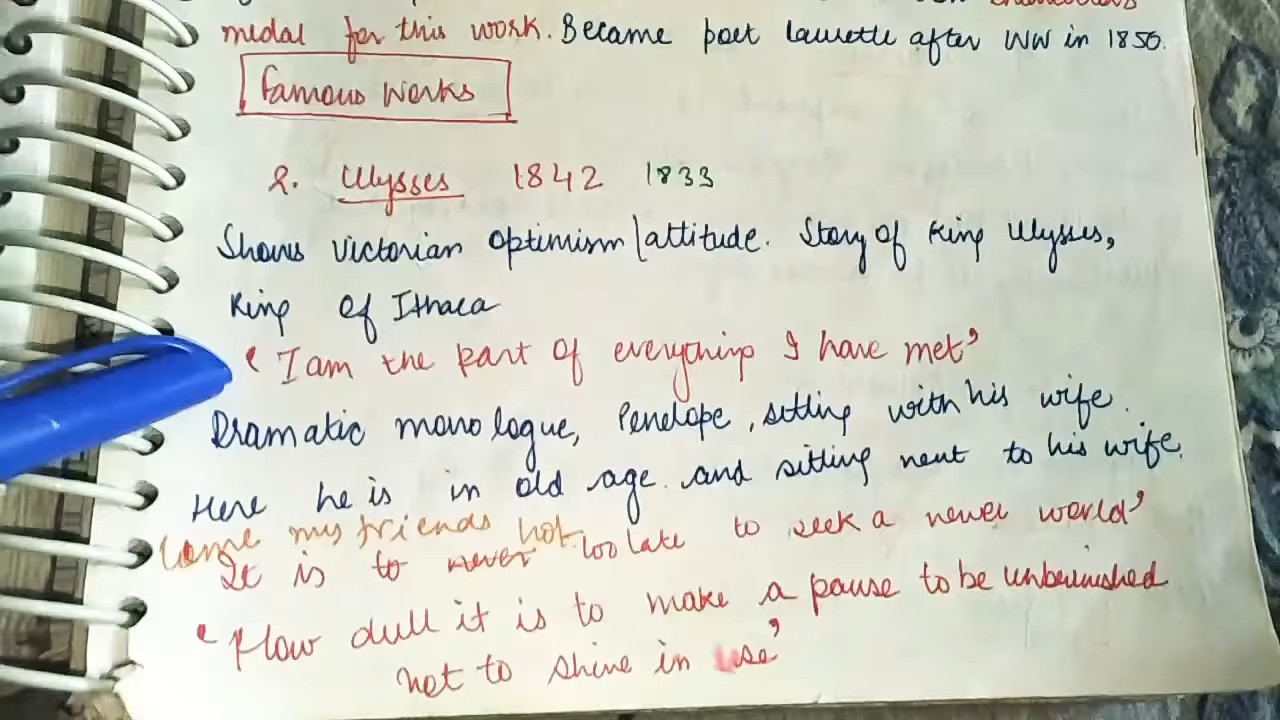 medal for this work. Became poet laurette after WW in 1850.
Famous Works
2. Ulysses 1842 1833
Shows Victorian Optimism/attitude. Story of King Ulysses,
King of Ithaca
'I am the part of everything I have met'
Dramatic monologue, Penelope, sitting with his wife.
Here he is in old age and sitting next to his wife.
Come my friends not
It is to never too late to seek a newer world'
'How dull it is to make a pause to be unburnished
not to shine in use'